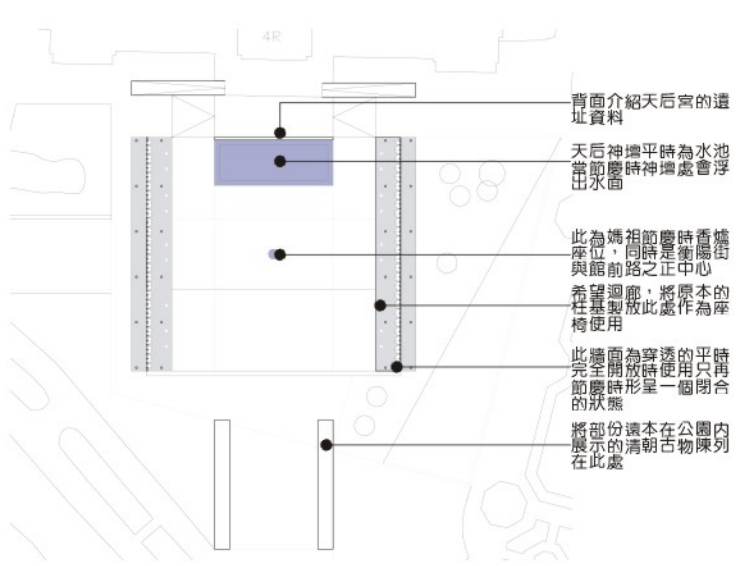 4R
背面介紹天后宮的遺
址資料
天后神壇平時為水池
當節慶時神壇處會浮
出水面
此為媽祖節慶時香爐
座位，同時是衡陽街
與館前路之正中心
希望迴廊，將原本的
柱基製放此處作為座
椅使用
此牆面為穿透的平時
完全開放時使用只再
節慶時形呈一個閉合
的狀態
將部份遠本在公園內
展示的清朝古物陳列
在此處